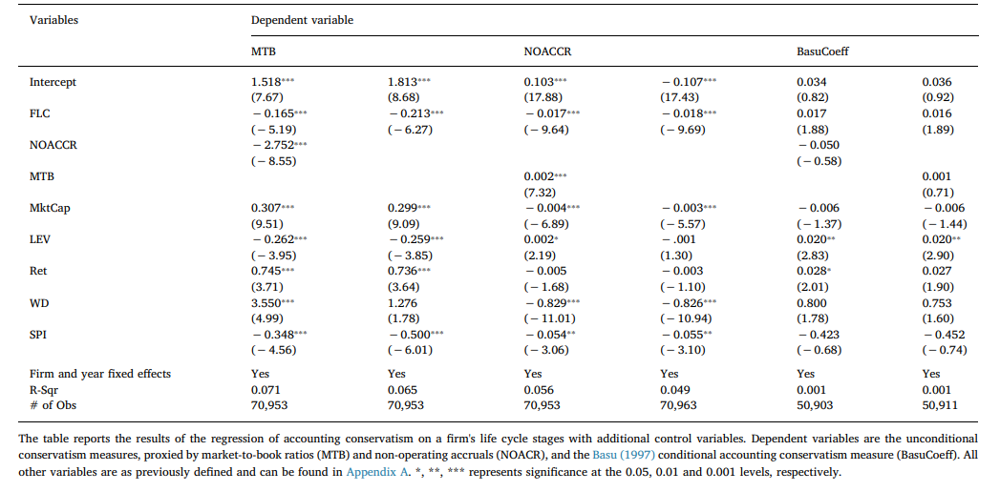 Variables Dependent variable
MTB NOACCR BasuCoeff
Intercept 1.518*** 1.813*** 0.103*** − 0.107*** 0.034 0.036
(7.67) (8.68) (17.88) (17.43) (0.82) (0.92)
FLC − 0.165*** − 0.213*** − 0.017*** − 0.018*** 0.017 0.016
(− 5.19) (− 6.27) (− 9.64) (− 9.69) (1.88) (1.89)
NOACCR − 2.752*** − 0.050
(− 8.55) (− 0.58)
MTB 0.002*** 0.001
(7.32) (0.71)
MktCap 0.307*** 0.299*** − 0.004*** − 0.003*** − 0.006 − 0.006
(9.51) (9.09) (− 6.89) (− 5.57) (− 1.37) (− 1.44)
LEV − 0.262*** − 0.259*** 0.002* − .001 0.020** 0.020**
(− 3.95) (− 3.85) (2.19) (1.30) (2.83) (2.90)
Ret 0.745*** 0.736*** − 0.005 − 0.003 0.028* 0.027
(3.71) (3.64) (− 1.68) (− 1.10) (2.01) (1.90)
WD 3.550*** 1.276 − 0.829*** − 0.826*** 0.800 0.753
(4.99) (1.78) (− 11.01) (− 10.94) (1.78) (1.60)
SPI − 0.348*** − 0.500*** − 0.054** − 0.055** − 0.423 − 0.452
(− 4.56) (− 6.01) (− 3.06) (− 3.10) (− 0.68) (− 0.74)
Firm and year fixed effects Yes Yes Yes Yes Yes Yes
R-Sqr 0.071 0.065 0.056 0.049 0.001 0.001
# of Obs 70,953 70,953 70,953 70,963 50,903 50,911
The table reports the results of the regression of accounting conservatism on a firm's life cycle stages with additional control variables. Dependent variables are the unconditional
conservatism measures, proxied by market-to-book ratios (MTB) and non-operating accruals (NOACR), and the Basu (1997) conditional accounting conservatism measure (BasuCoeff). All
other variables are as previously defined and can be found in Appendix A. *, **, *** represents significance at the 0.05, 0.01 and 0.001 levels, respectively.